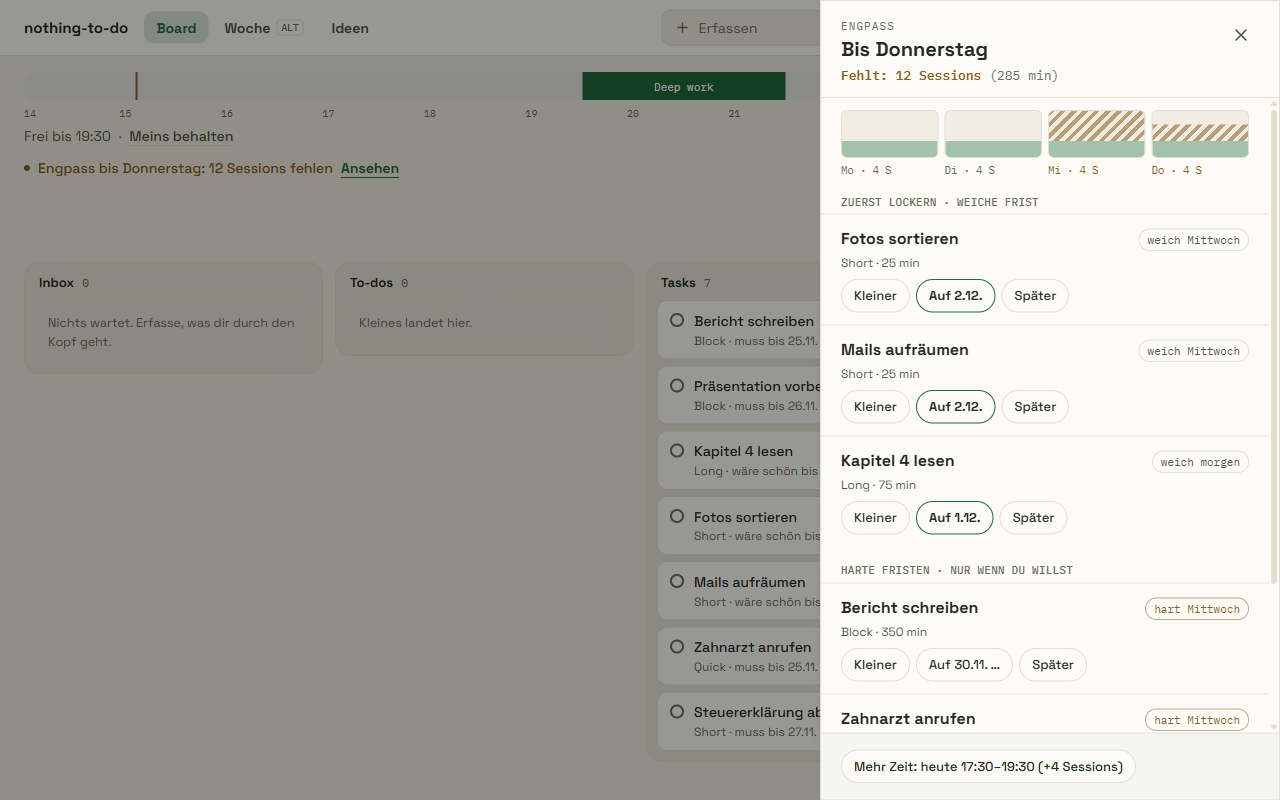 nothing-to-do
Board
Woche ALT
Ideen
Erfassen
Deep work
14 15 16 17 18 19 20 21
Frei bis 19:30 · Meins behalten
Engpass bis Donnerstag: 12 Sessions fehlen Ansehen
Inbox 0
Nichts wartet. Erfasse, was dir durch den
Kopf geht.
To-dos 0
Kleines landet hier.
Tasks 7
Bericht schreiben
Block · muss bis 25.11.
Präsentation vorbe
Block · muss bis 26.11.
Kapitel 4 lesen
Long · wäre schön bis
Fotos sortieren
Short · wäre schön bis
Mails aufräumen
Short · wäre schön bis
Zahnarzt anrufen
Quick · muss bis 25.11.
Steuererklärung ab
Short · muss bis 27.11.
ENGPASS
Bis Donnerstag
Fehlt: 12 Sessions (285 min)
Mo · 4 S
Di · 4 S
Mi · 4 S
Do · 4 S
ZUERST LOCKERN · WEICHE FRIST
Fotos sortieren
weich Mittwoch
Short · 25 min
Kleiner
Auf 2.12.
Später
Mails aufräumen
weich Mittwoch
Short · 25 min
Kleiner
Auf 2.12.
Später
Kapitel 4 lesen
weich morgen
Long · 75 min
Kleiner
Auf 1.12.
Später
HARTE FRISTEN · NUR WENN DU WILLST
Bericht schreiben
hart Mittwoch
Block · 350 min
Kleiner
Auf 30.11. …
Später
Zahnarzt anrufen
hart Mittwoch
Mehr Zeit: heute 17:30–19:30 (+4 Sessions)